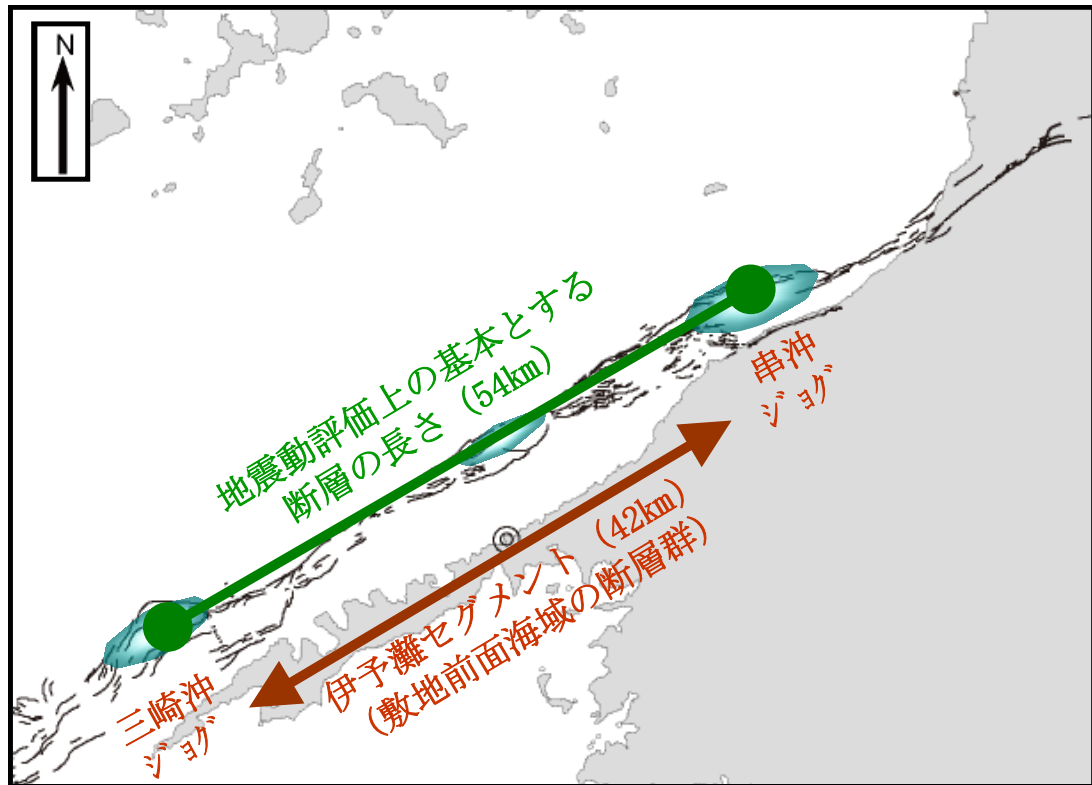 N
地震動評価上の基本とする
断層の長さ（54㎞）
串沖
ｼﾞｮｸﾞ
伊予灘セグメント（42㎞）
（敷地前面海域の断層群）
三崎沖
ｼﾞｮｸﾞ